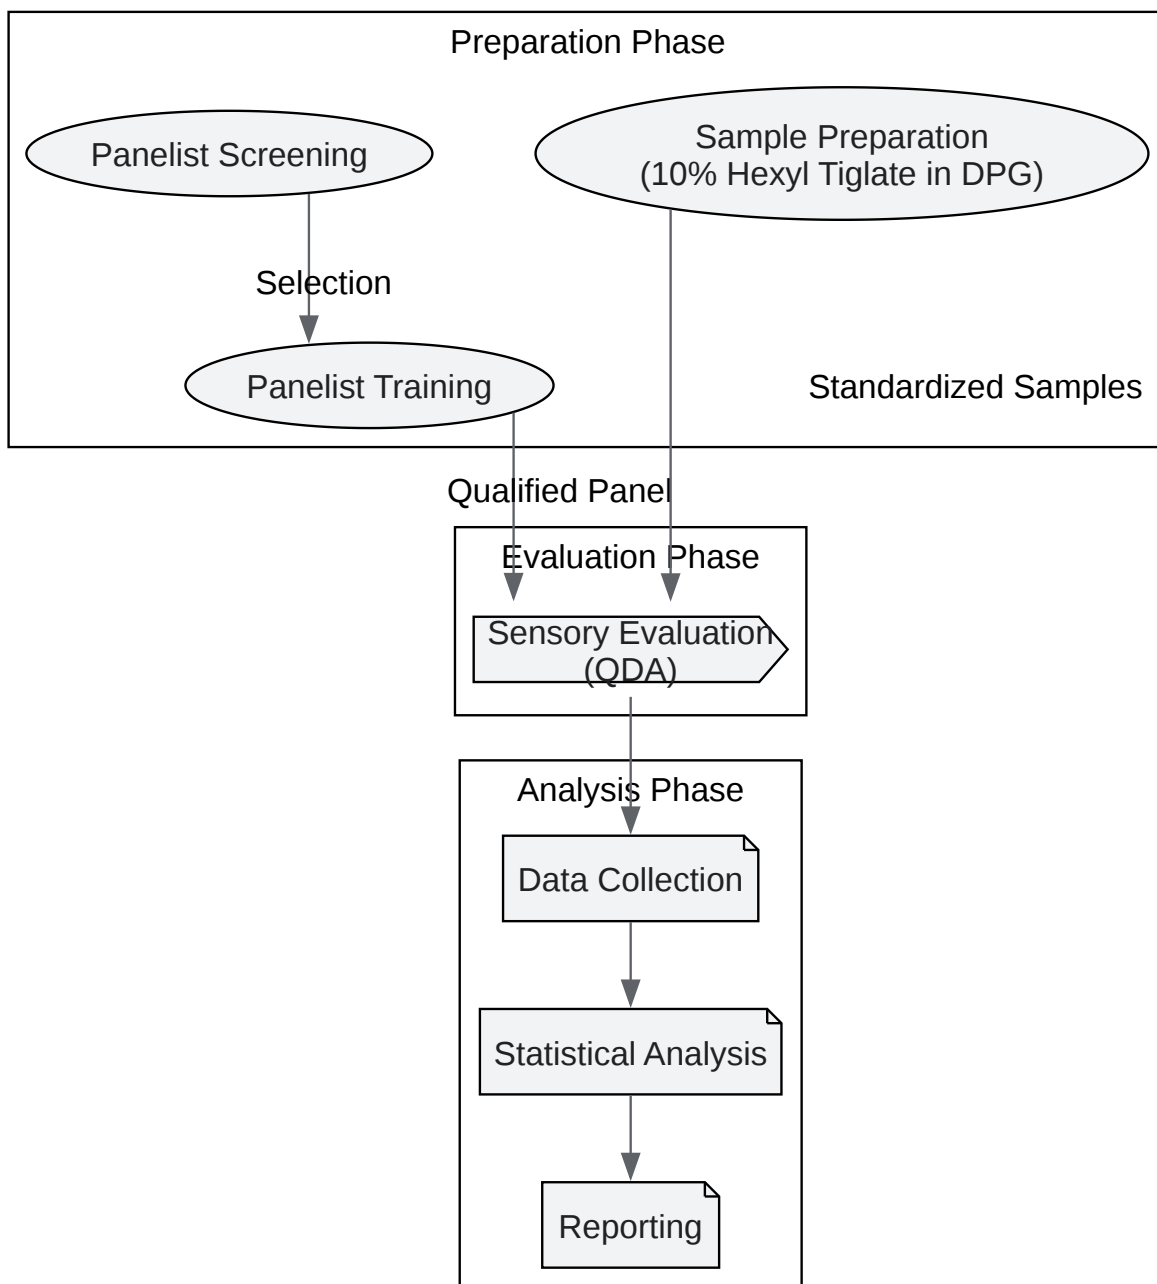 Preparation Phase
Panelist Screening
Sample Preparation
(10% Hexyl Tiglate in DPG)
Selection
Panelist Training
Standardized Samples
Qualified Panel
Evaluation Phase
Sensory Evaluation
(QDA)
Analysis Phase
Data Collection
Statistical Analysis
Reporting